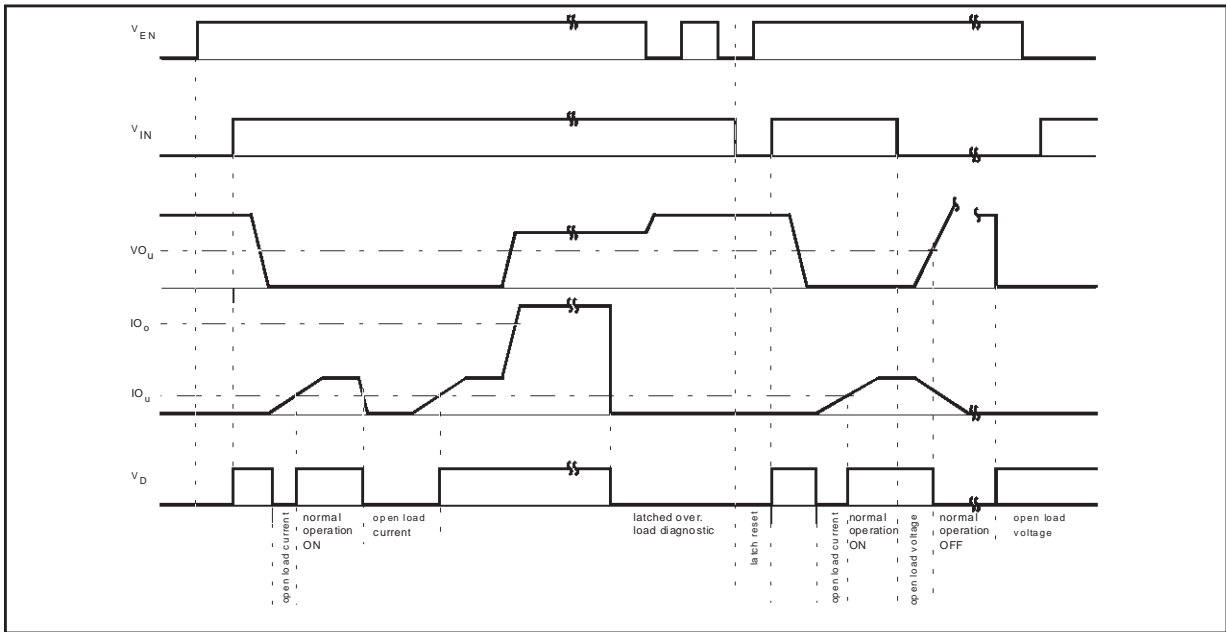 V EN
V IN
VO u
IO o
IO u
V D
open load current
normal
operation
ON
open load
current
latched over.
load diagnostic
latch reset
open load current
normal
operation
ON
open load voltage
normal
operation
OFF
open load
voltage